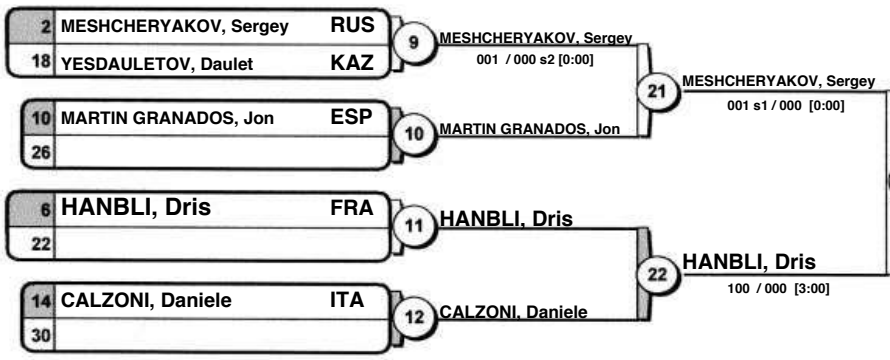 2 MESHCHERYAKOV, Sergey RUS
18 YESDAULETOV, Daulet KAZ
9
MESHCHERYAKOV, Sergey
001 / 000 s2 [0:00]
10 MARTIN GRANADOS, Jon ESP
26
10
MARTIN GRANADOS, Jon
21
MESHCHERYAKOV, Sergey
001 s1 / 000 [0:00]
6 HANBLI, Dris FRA
22
11
HANBLI, Dris
14 CALZONI, Daniele ITA
30
12
CALZONI, Daniele
22
HANBLI, Dris
100 / 000 [3:00]